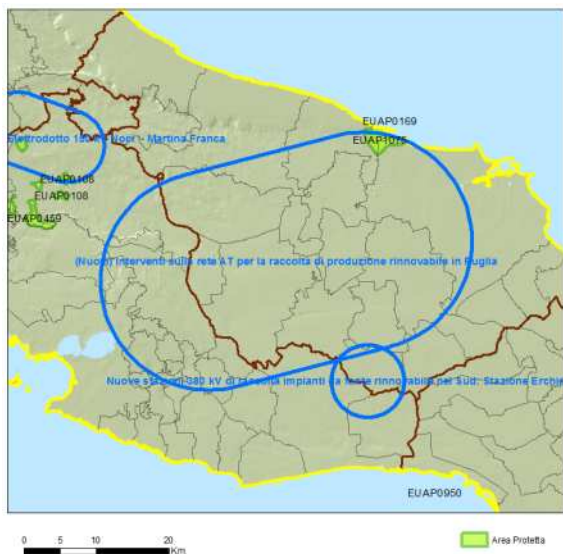 EUAP0169
Elettrodotto 150 kV Nopi - Martina Franca
EUAP1075
EUAP0108
EUAP0108
EUAP0459
(Nuovi) Interventi sulla rete AT per la raccolta di produzione rinnovabile in Puglia
Nuove stazioni 380 kV di raccolta impianti da fonte rinnovabile nel Sud: Stazione Erchie
EUAP0950
0 5 10 20
Km
Area Protetta